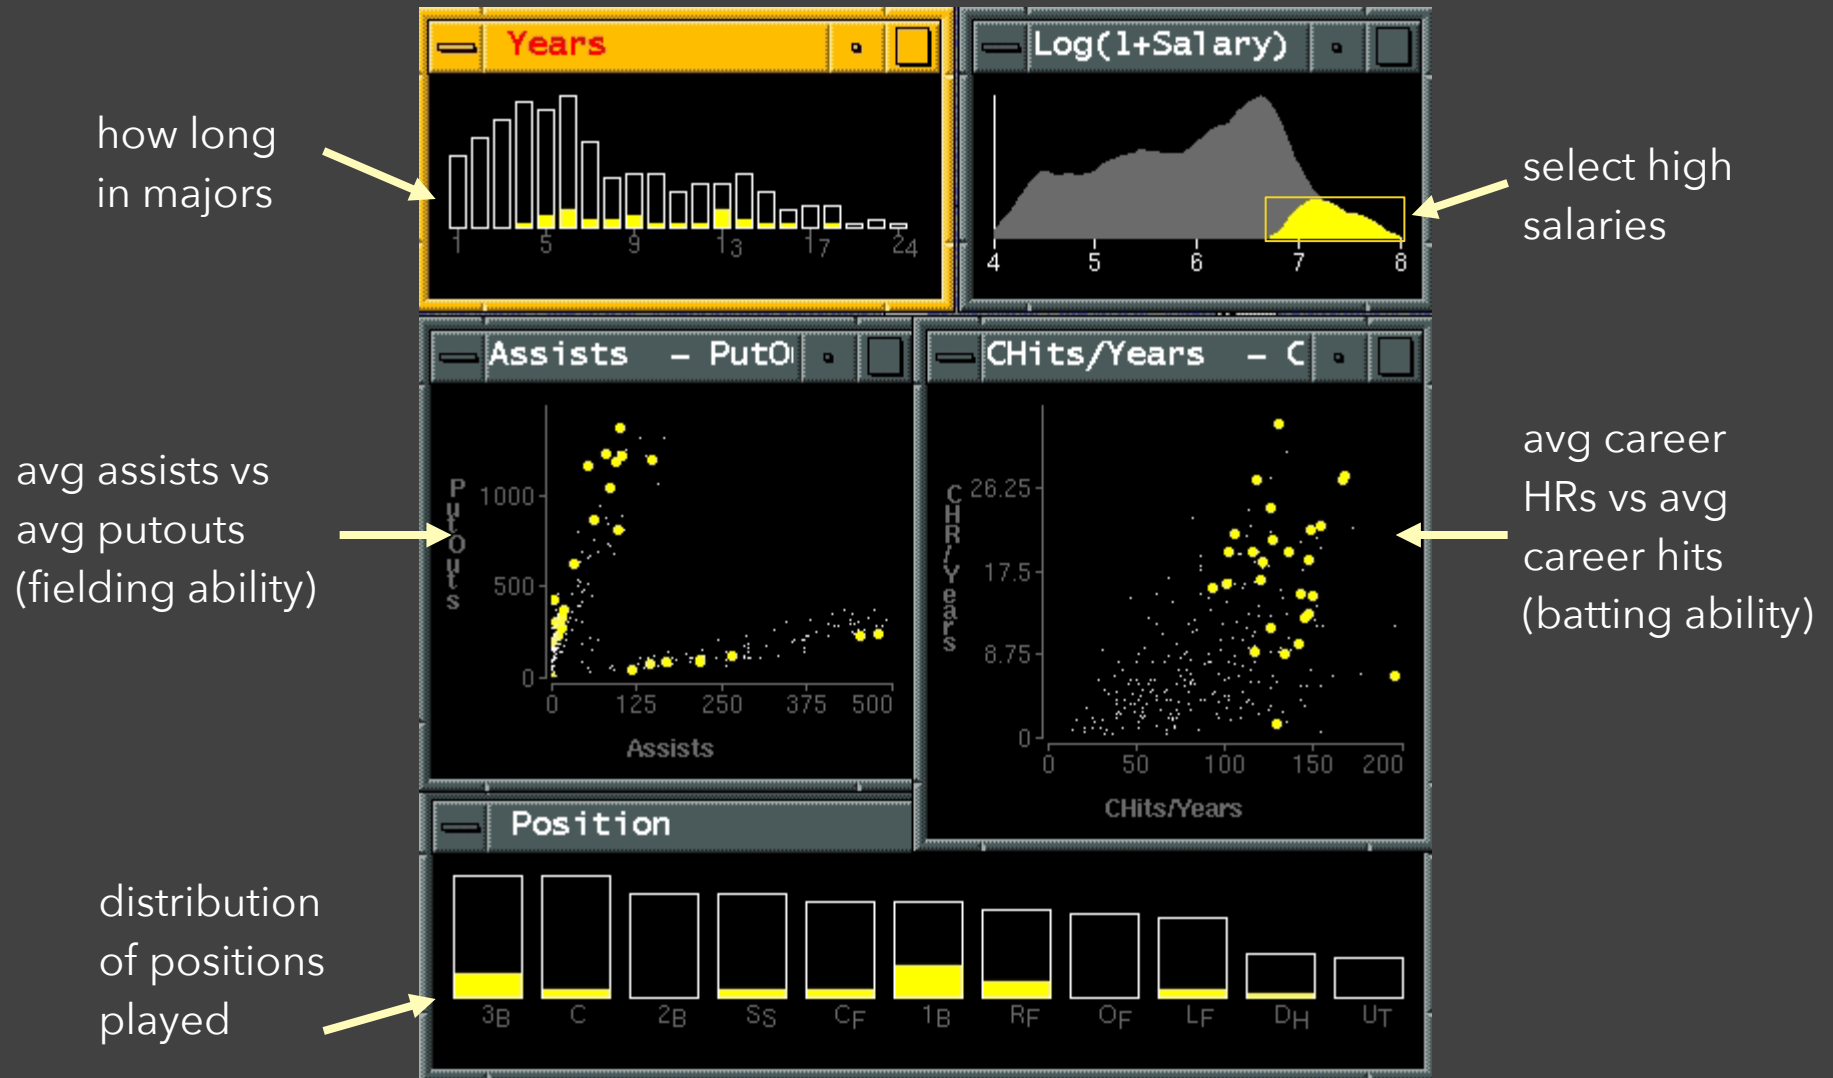 Years
Log(1+Salary)
how long
in majors
select high
salaries
1 5 9 13 17 24
4 5 6 7 8
Assists - PutO
CHits/Years - C
avg assists vs
avg putouts
(fielding ability)
PutOuts
1000
500
0
0 125 250 375 500
Assists
avg career
HRs vs avg
career hits
(batting ability)
CHR/Years
26.25
17.5
8.75
0
0 50 100 150 200
CHits/Years
Position
distribution
of positions
played
3B C 2B SS CF 1B RF OF LF DH UT